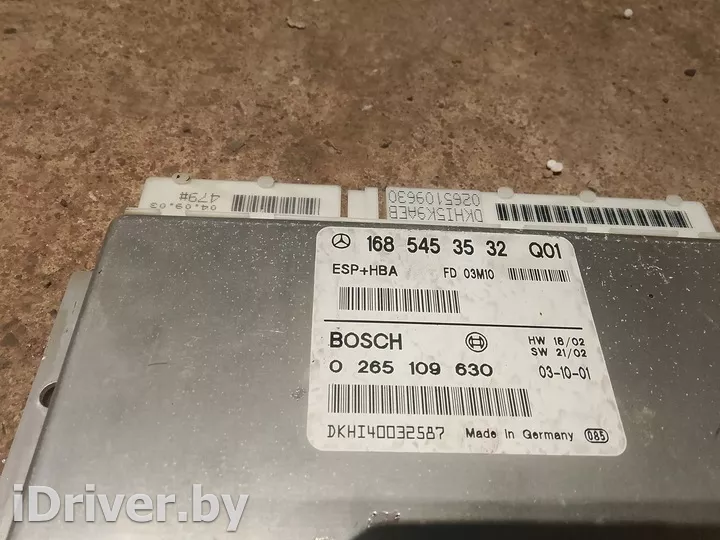 479#
04.09.03
DKHI5K9AEB
0265109630
168 545 35 32 Q01
ESP+HBA FD 03M10
BOSCH
HW 18/02
SW 21/02
0 265 109 630 03-10-01
DKHI40032587 Made in Germany 085
iDriver.by